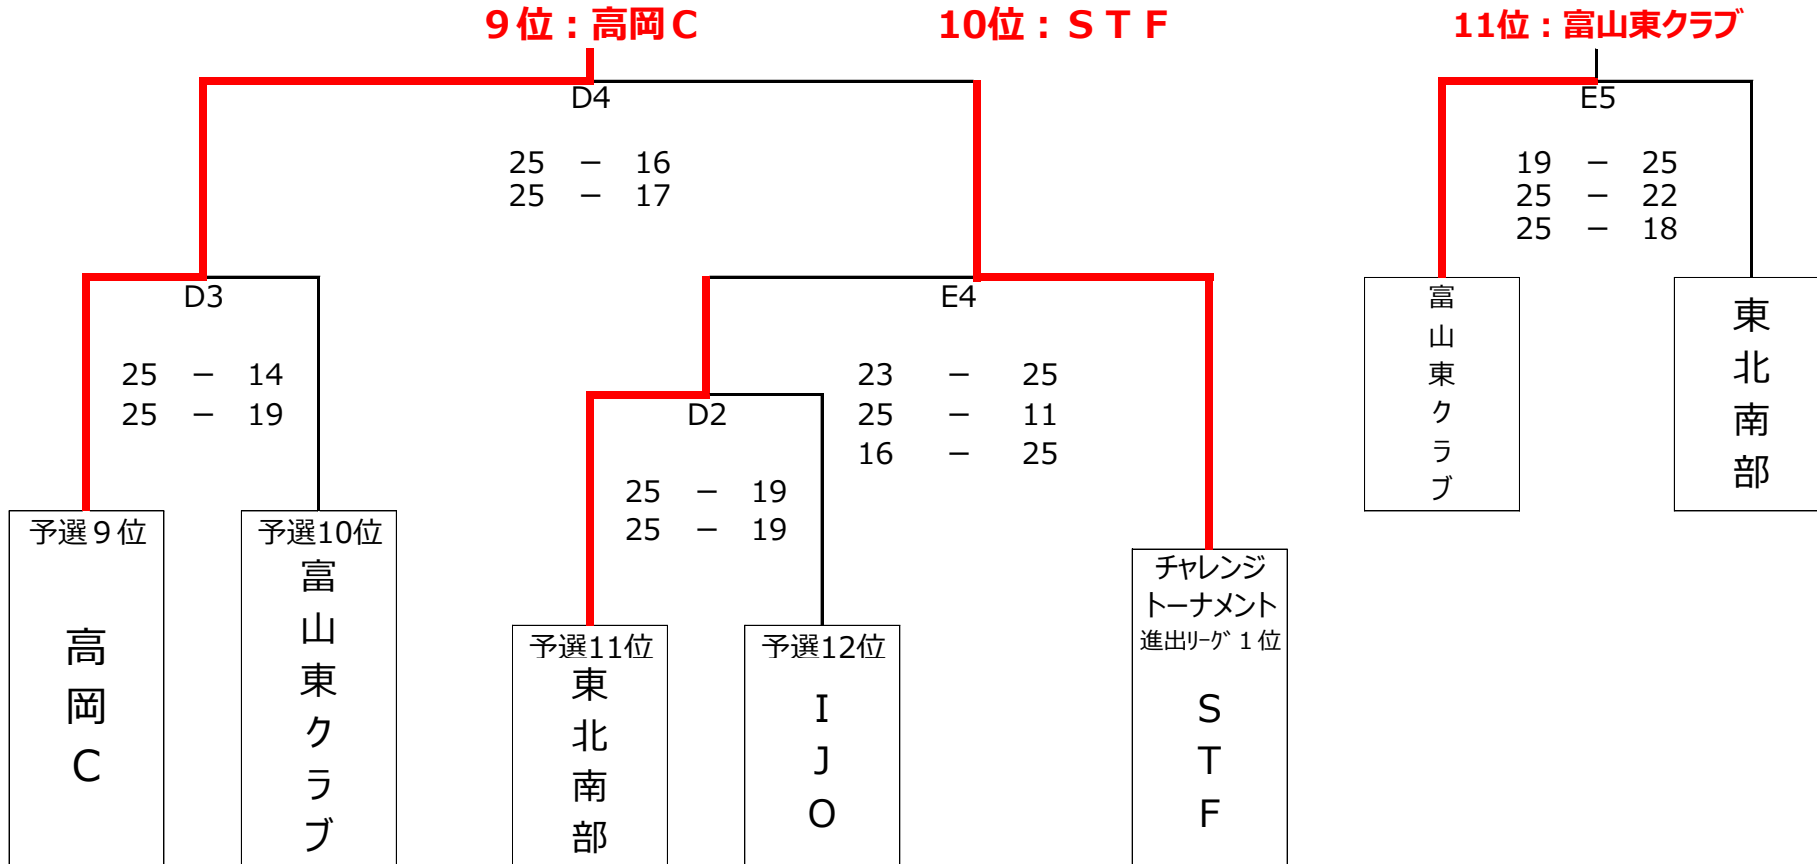 ９位：高岡Ｃ 10位：ＳＴＦ 11位：富山東クラブ
D4
E5
25 － 16
25 － 17
19 － 25
25 － 22
25 － 18
D3
E4
25 － 14
25 － 19
23 － 25
25 － 11
16 － 25
D2
25 － 19
25 － 19
富山東クラブ
東北南部
予選９位
高岡Ｃ
予選10位
富山東クラブ
予選11位
東北南部
予選12位
ＩＪＯ
チャレンジ
トーナメント
進出ﾘｰｸﾞ１位
ＳＴＦ